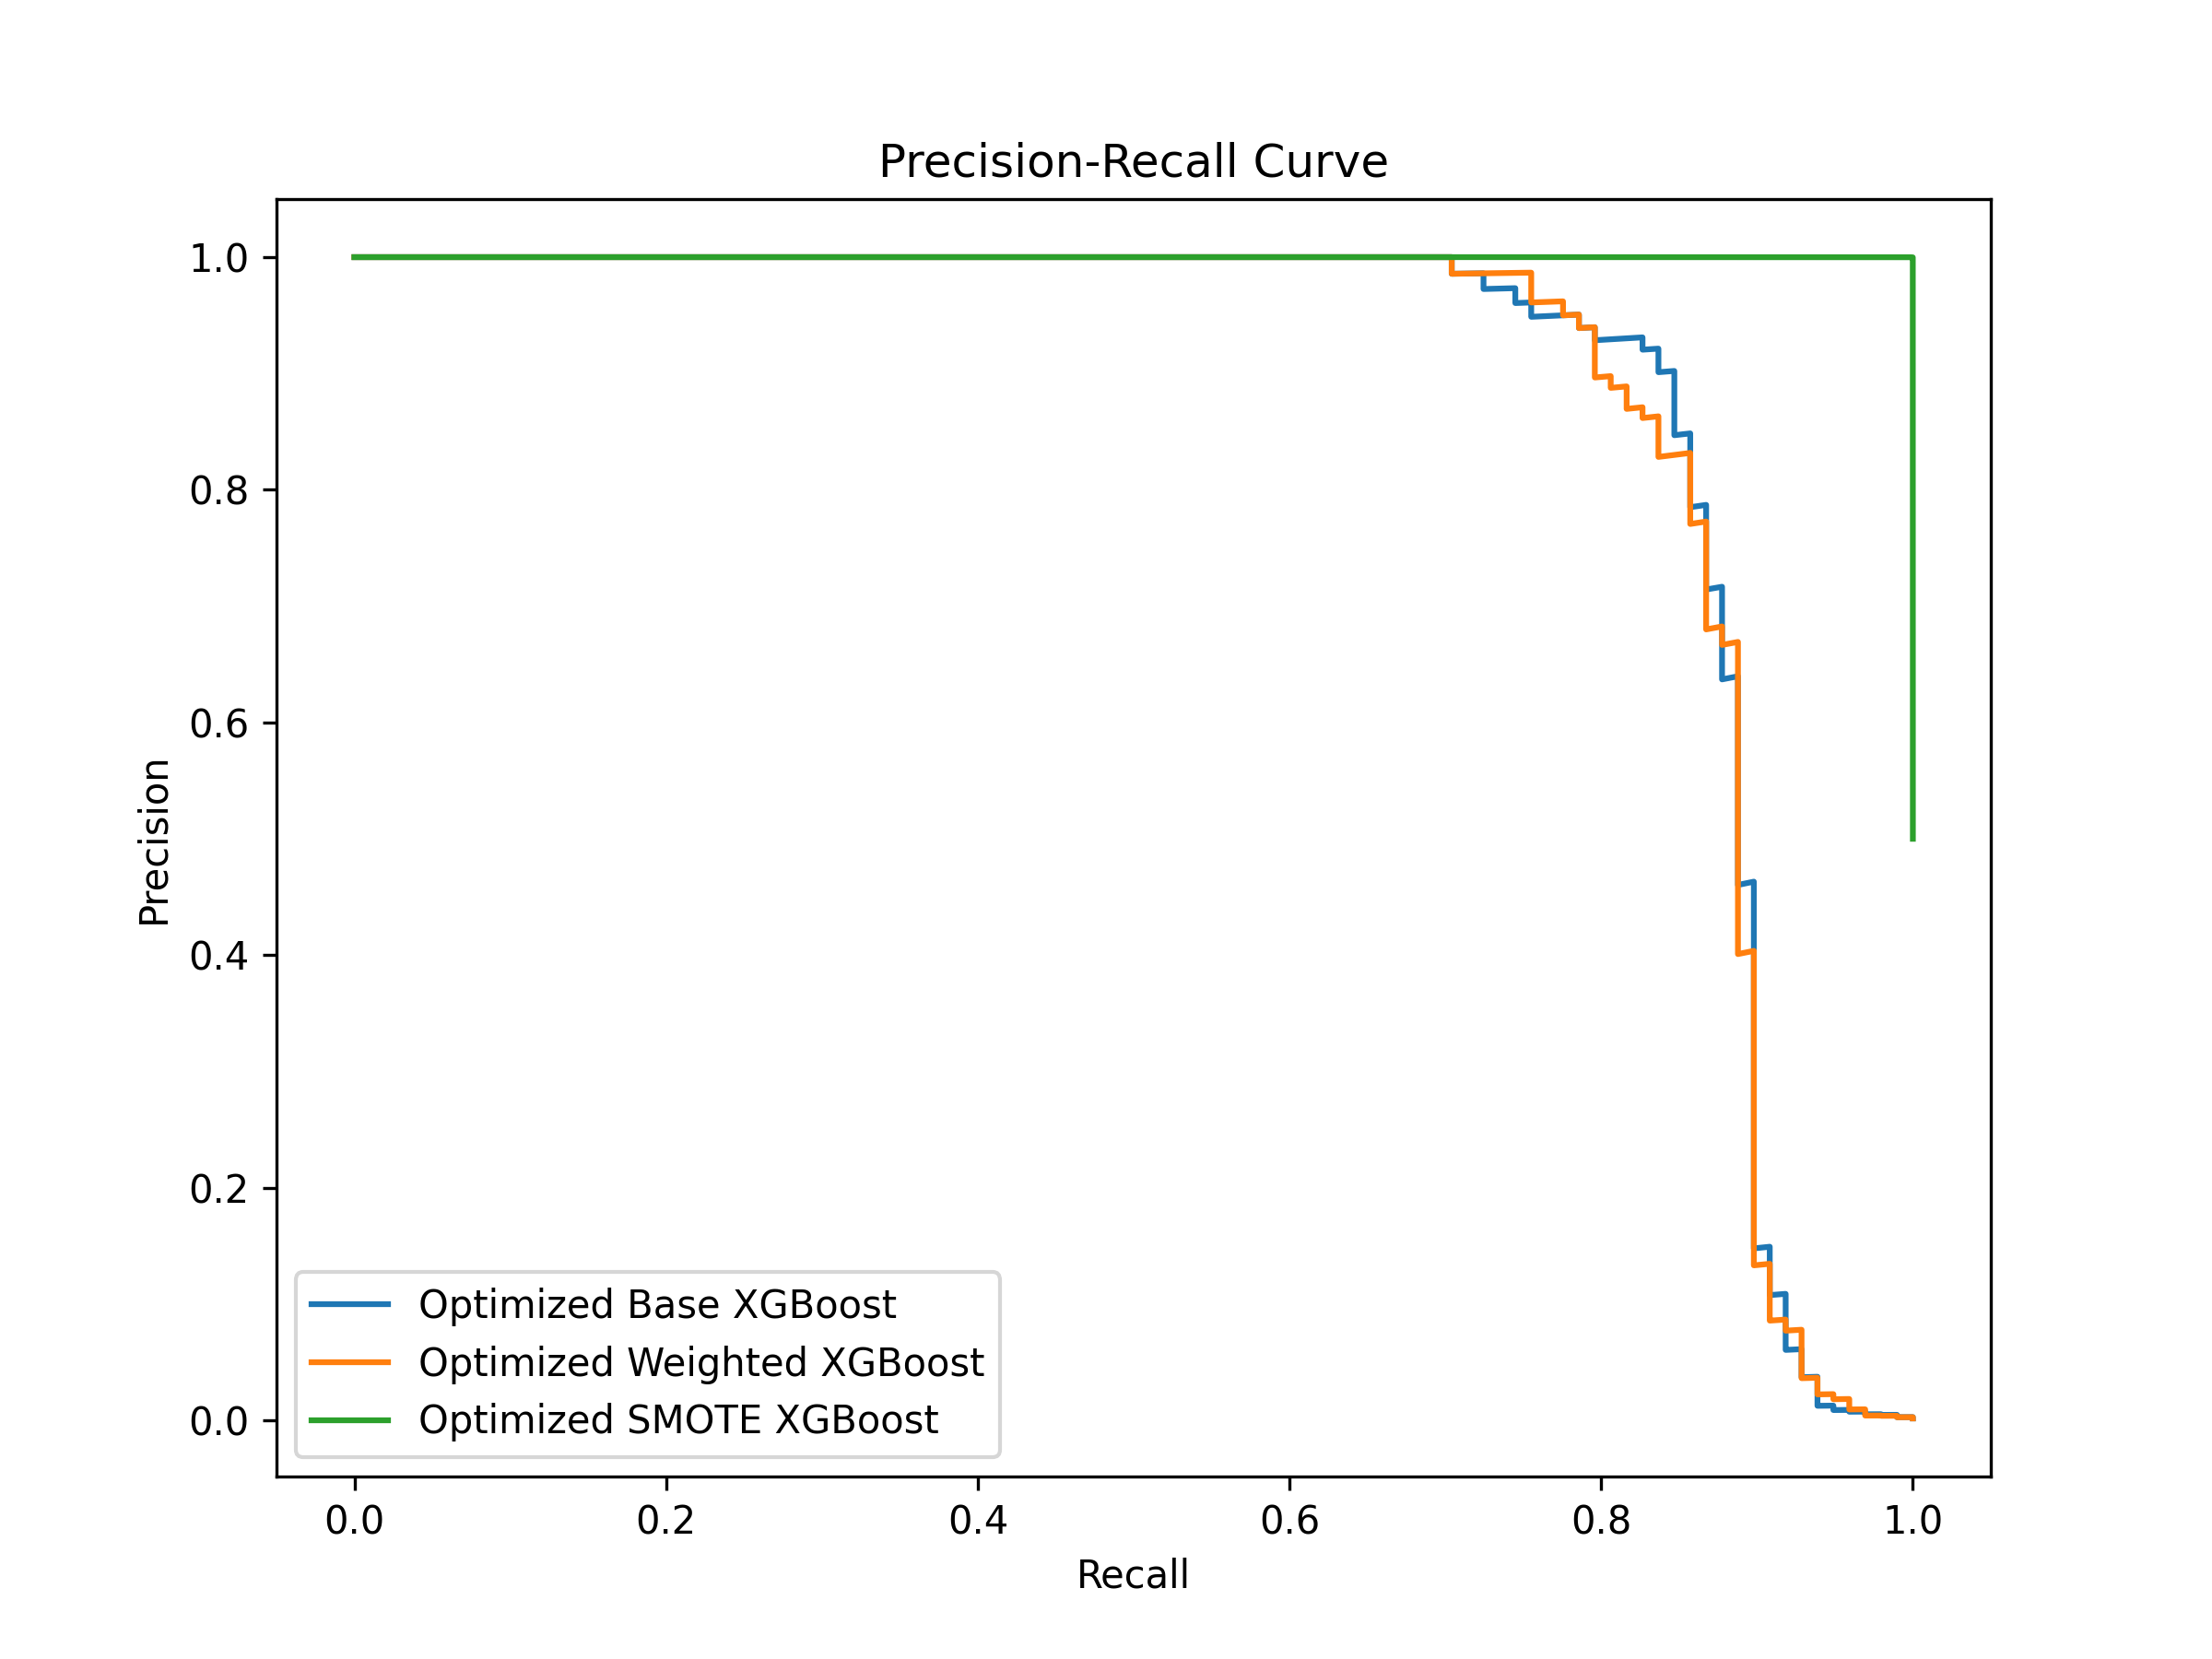 Precision-Recall Curve
1.0
0.8
0.6
0.4
0.2
0.0
Precision
Optimized Base XGBoost
Optimized Weighted XGBoost
Optimized SMOTE XGBoost
0.0 0.2 0.4 0.6 0.8 1.0
Recall